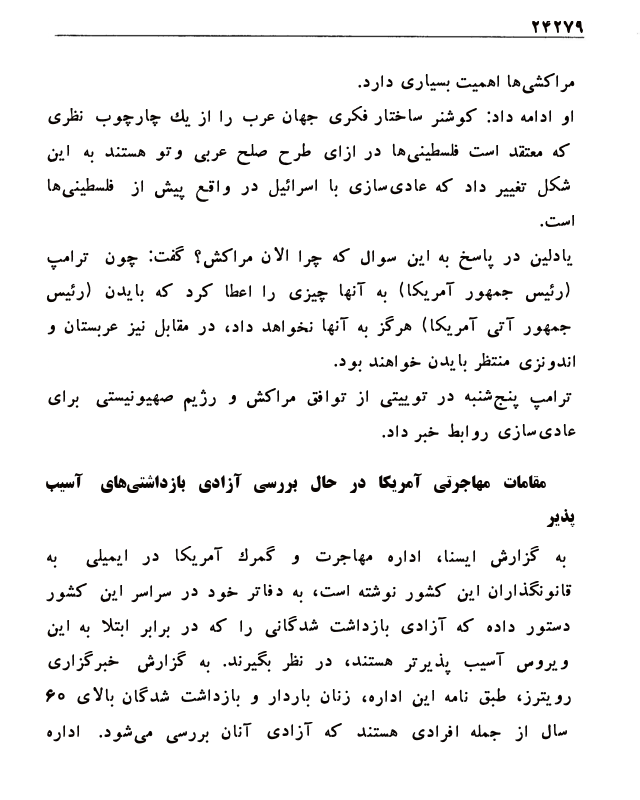 ۲۴۲۷۹
مراکشی‌ها اهمیت بسیاری دارد.
او ادامه داد: کوشنر ساختار فکری جهان عرب را از یك چارچوب نظری
که معتقد است فلسطینی‌ها در ازای طرح صلح عربی وتو هستند به این
شکل تغییر داد که عادی‌سازی با اسرائیل در واقع پیش از فلسطینی‌ها
است.
یادلین در پاسخ به این سوال که چرا الان مراکش؟ گفت: چون ترامپ
(رئیس جمهور آمریکا) به آنها چیزی را اعطا کرد که بایدن (رئیس
جمهور آتی آمریکا) هرگز به آنها نخواهد داد، در مقابل نیز عربستان و
اندونزی منتظر بایدن خواهند بود.
ترامپ پنج‌شنبه در توییتی از توافق مراکش و رژیم صهیونیستی برای
عادی‌سازی روابط خبر داد.
مقامات مهاجرتی آمریکا در حال بررسی آزادی بازداشتی‌های آسیب
پذیر
به گزارش ایسنا، اداره مهاجرت و گمرك آمریکا در ایمیلی به
قانونگذاران این کشور نوشته است، به دفاتر خود در سراسر این کشور
دستور داده که آزادی بازداشت شدگانی را که در برابر ابتلا به این
ویروس آسیب پذیرتر هستند، در نظر بگیرند. به گزارش خبرگزاری
رویترز، طبق نامه این اداره، زنان باردار و بازداشت شدگان بالای ۶۰
سال از جمله افرادی هستند که آزادی آنان بررسی می‌شود. اداره